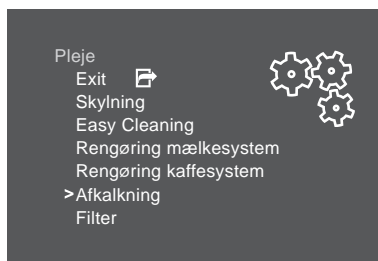 Pleje
Exit
Skylning
Easy Cleaning
Rengøring mælkesystem
Rengøring kaffesystem
>Afkalkning
Filter